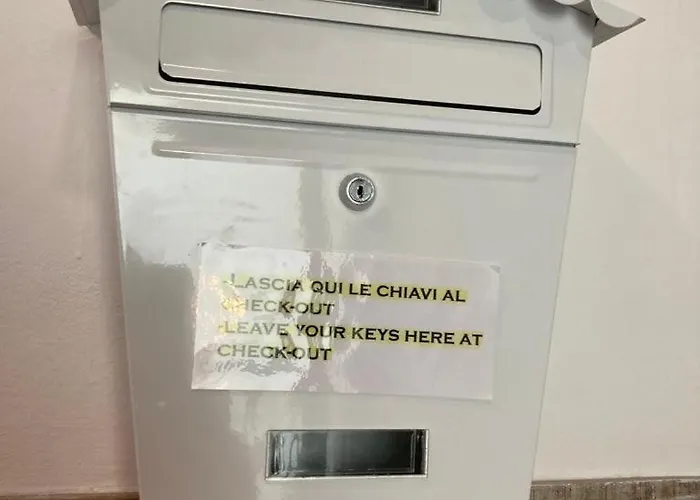 -LASCIA QUI LE CHIAVI AL
CHECK-OUT
-LEAVE YOUR KEYS HERE AT
CHECK-OUT